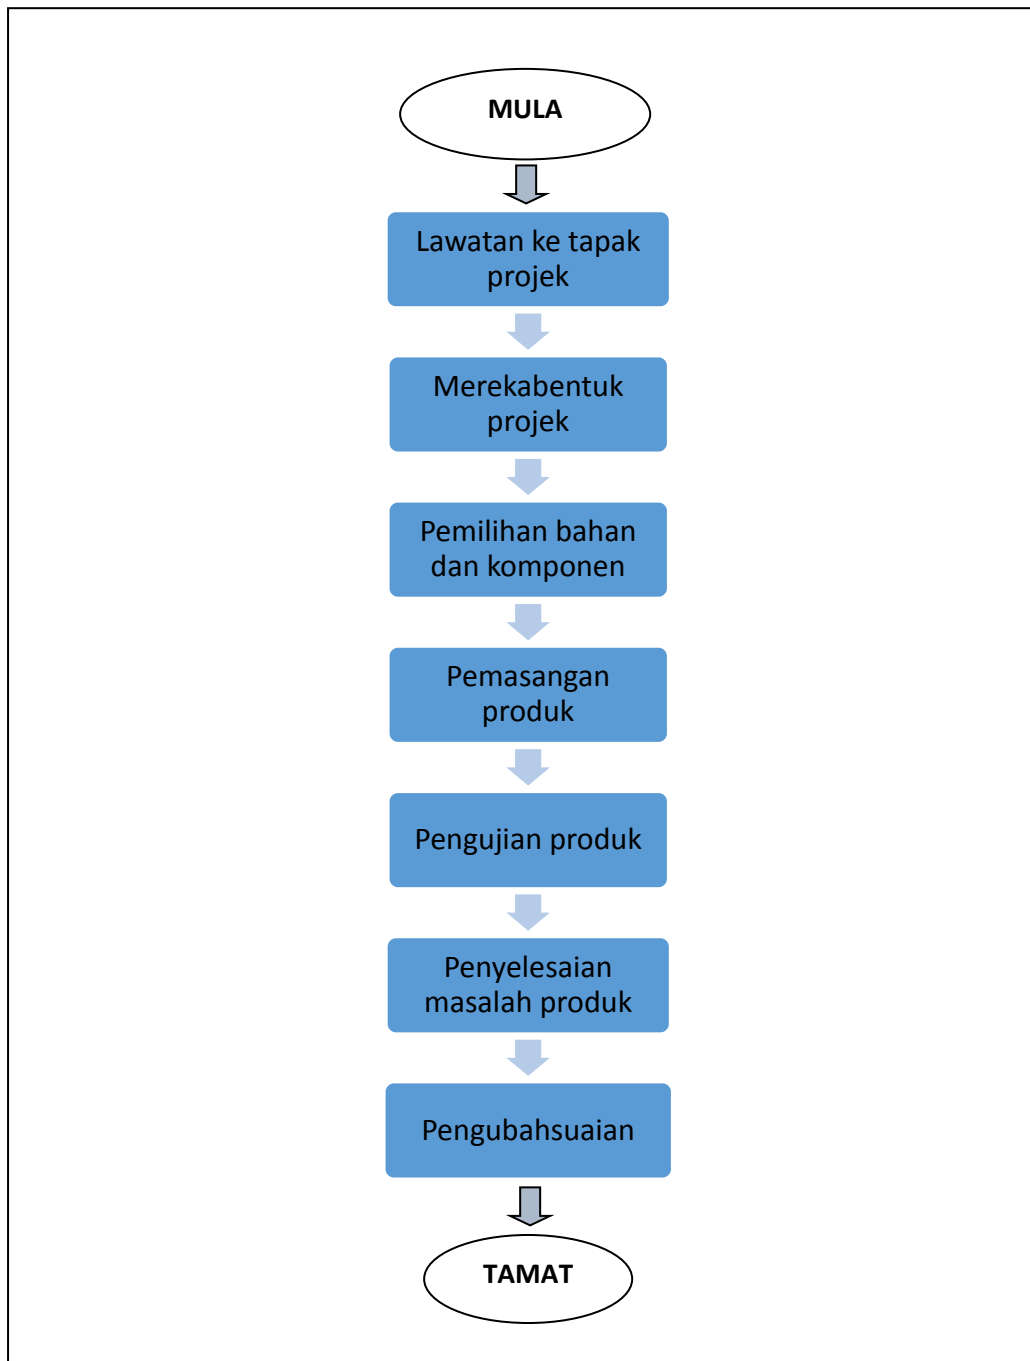 MULA
Lawatan ke tapak
projek
Merekabentuk
projek
Pemilihan bahan
dan komponen
Pemasangan
produk
Pengujian produk
Penyelesaian
masalah produk
Pengubahsuaian
TAMAT